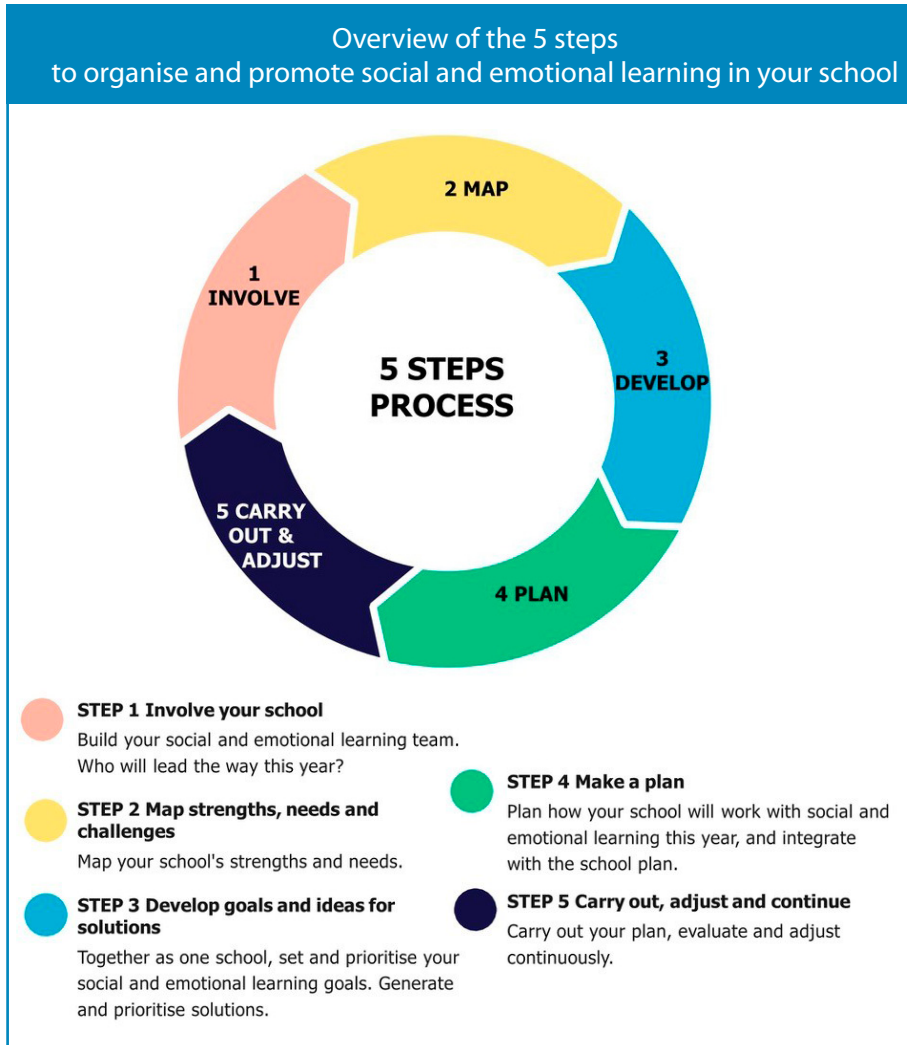 Overview of the 5 steps
to organise and promote social and emotional learning in your school
2 MAP
1
INVOLVE
3
DEVELOP
5 STEPS
PROCESS
5 CARRY
OUT &
ADJUST
4 PLAN
STEP 1 Involve your school
Build your social and emotional learning team.
Who will lead the way this year?
STEP 2 Map strengths, needs and
challenges
Map your school's strengths and needs.
STEP 3 Develop goals and ideas for
solutions
Together as one school, set and prioritise your
social and emotional learning goals. Generate
and prioritise solutions.
STEP 4 Make a plan
Plan how your school will work with social and
emotional learning this year, and integrate
with the school plan.
STEP 5 Carry out, adjust and continue
Carry out your plan, evaluate and adjust
continuously.